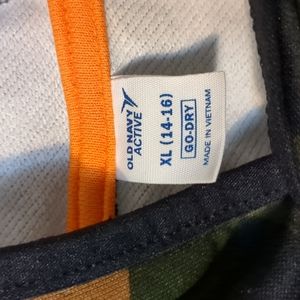 OLD NAVY
ACTIVE
XL (14-16)
GO-DRY
MADE IN VIETNAM